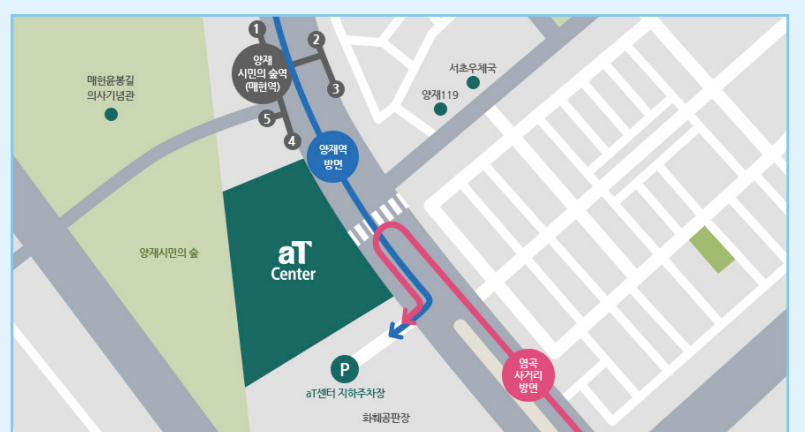 1
2
양재
시민의 숲역
(매헌역)
3
5
4
매헌윤봉길
의사기념관
서초우체국
양재119
양재역
방면
양재시민의 숲
aT
Center
P
aT센터 지하주차장
염곡
사거리
방면
화훼공판장